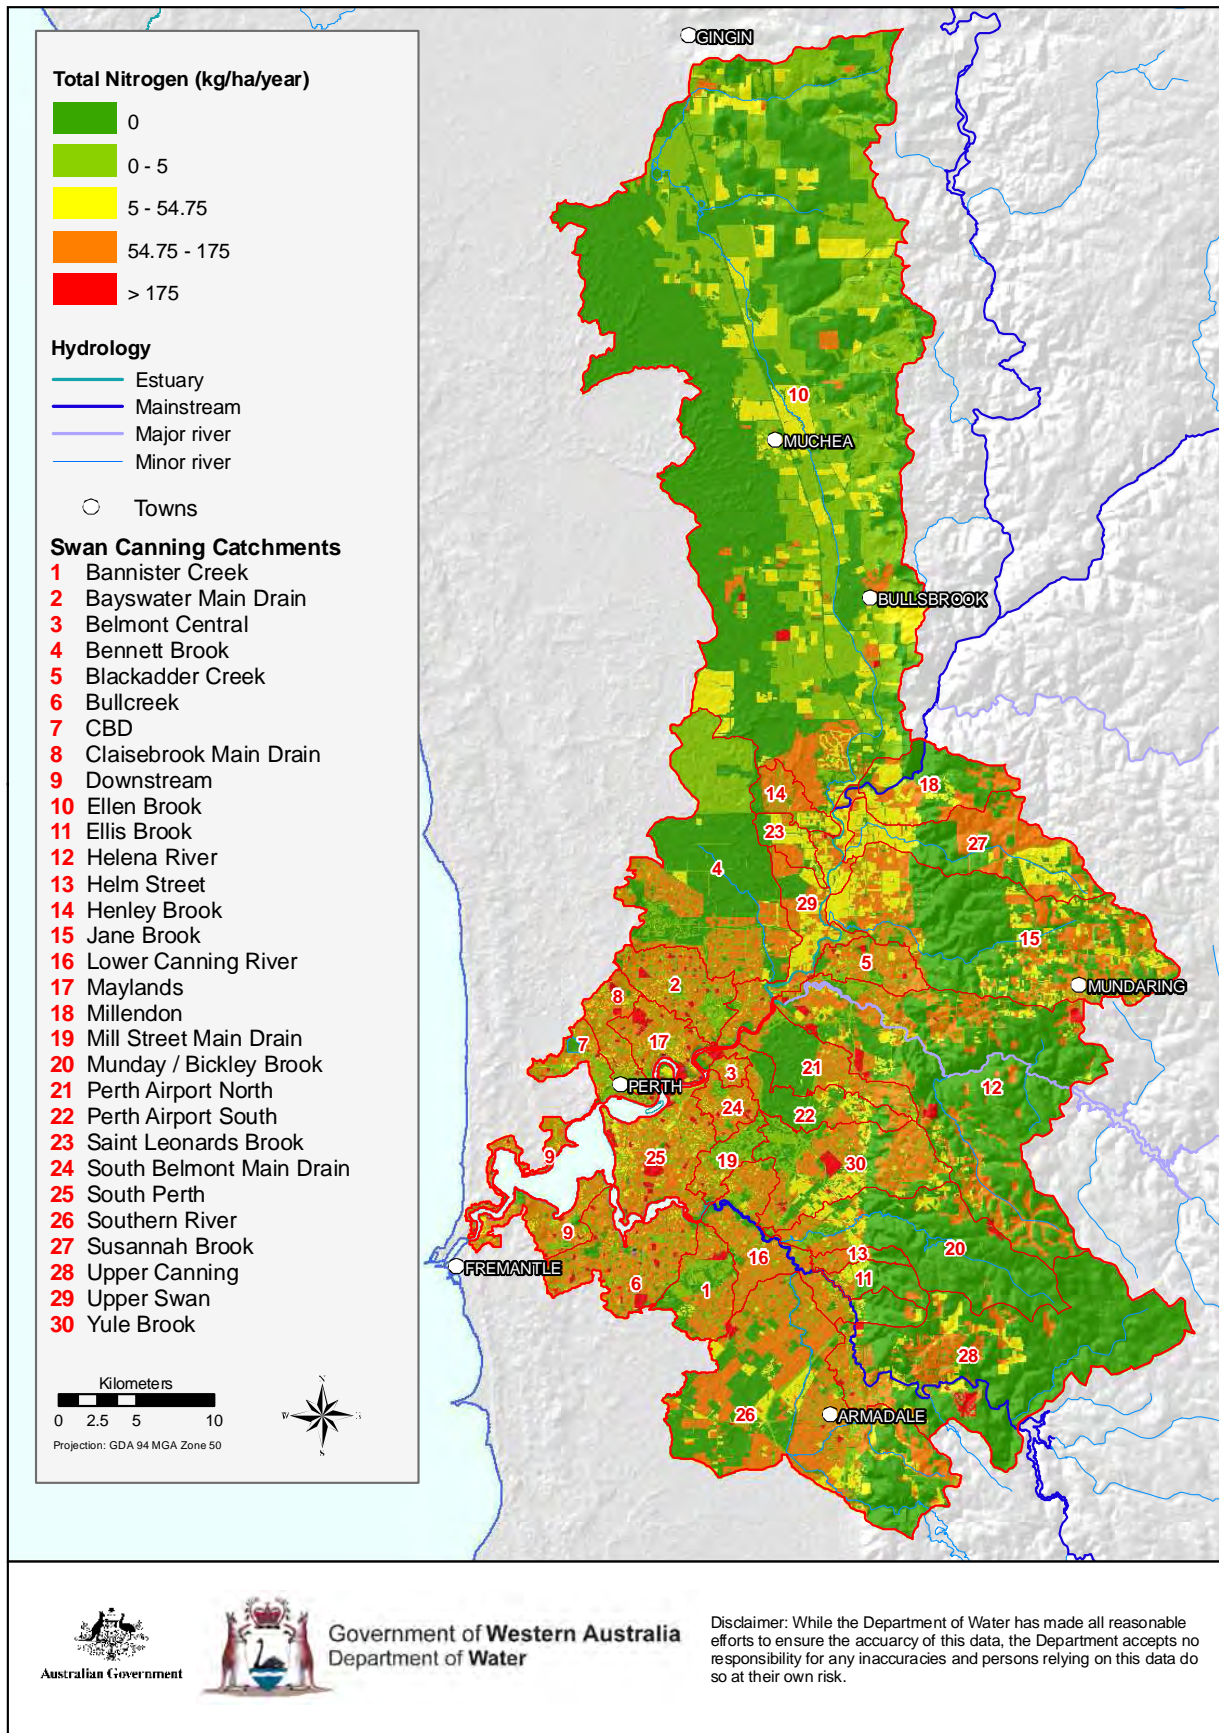 Total Nitrogen (kg/ha/year)
0
0 - 5
5 - 54.75
54.75 - 175
> 175
Hydrology
Estuary
Mainstream
Major river
Minor river
Towns
Swan Canning Catchments
1 Bannister Creek
2 Bayswater Main Drain
3 Belmont Central
4 Bennett Brook
5 Blackadder Creek
6 Bullcreek
7 CBD
8 Claisebrook Main Drain
9 Downstream
10 Ellen Brook
11 Ellis Brook
12 Helena River
13 Helm Street
14 Henley Brook
15 Jane Brook
16 Lower Canning River
17 Maylands
18 Millendon
19 Mill Street Main Drain
20 Munday / Bickley Brook
21 Perth Airport North
22 Perth Airport South
23 Saint Leonards Brook
24 South Belmont Main Drain
25 South Perth
26 Southern River
27 Susannah Brook
28 Upper Canning
29 Upper Swan
30 Yule Brook
Kilometers
0 2.5 5 10
Projection: GDA 94 MGA Zone 50
N
W E
S
GINGIN
10
MUCHEA
BULLSBROOK
18
14
23
27
4
29
15
5
2
MUNDARING
8
17
7
3
21
PERTH
12
24
22
9
25
19
30
9
16
13
20
FREMANTLE
11
6
1
28
26
ARMADALE
Australian Government
Government of Western Australia
Department of Water
Disclaimer: While the Department of Water has made all reasonable
efforts to ensure the accuarcy of this data, the Department accepts no
responsibility for any inaccuracies and persons relying on this data do
so at their own risk.